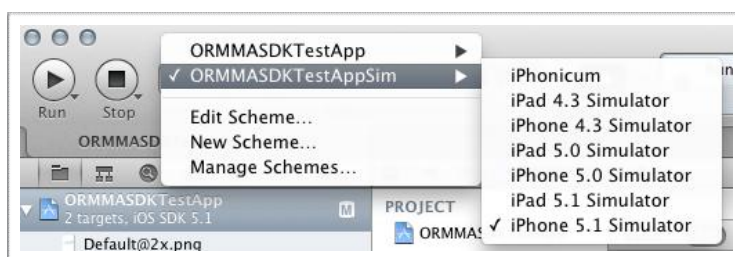 ORMMASDKTestApp
✓ ORMMASDKTestAppSim
Run Stop
Edit Scheme...
New Scheme...
Manage Schemes...
iPhonicum
iPad 4.3 Simulator
iPhone 4.3 Simulator
iPad 5.0 Simulator
iPhone 5.0 Simulator
iPad 5.1 Simulator
✓ iPhone 5.1 Simulator
ORMMASD
ORMMASDKTestApp
2 targets, iOS SDK 5.1
M
Default@2x.png
PROJECT
ORMMAS